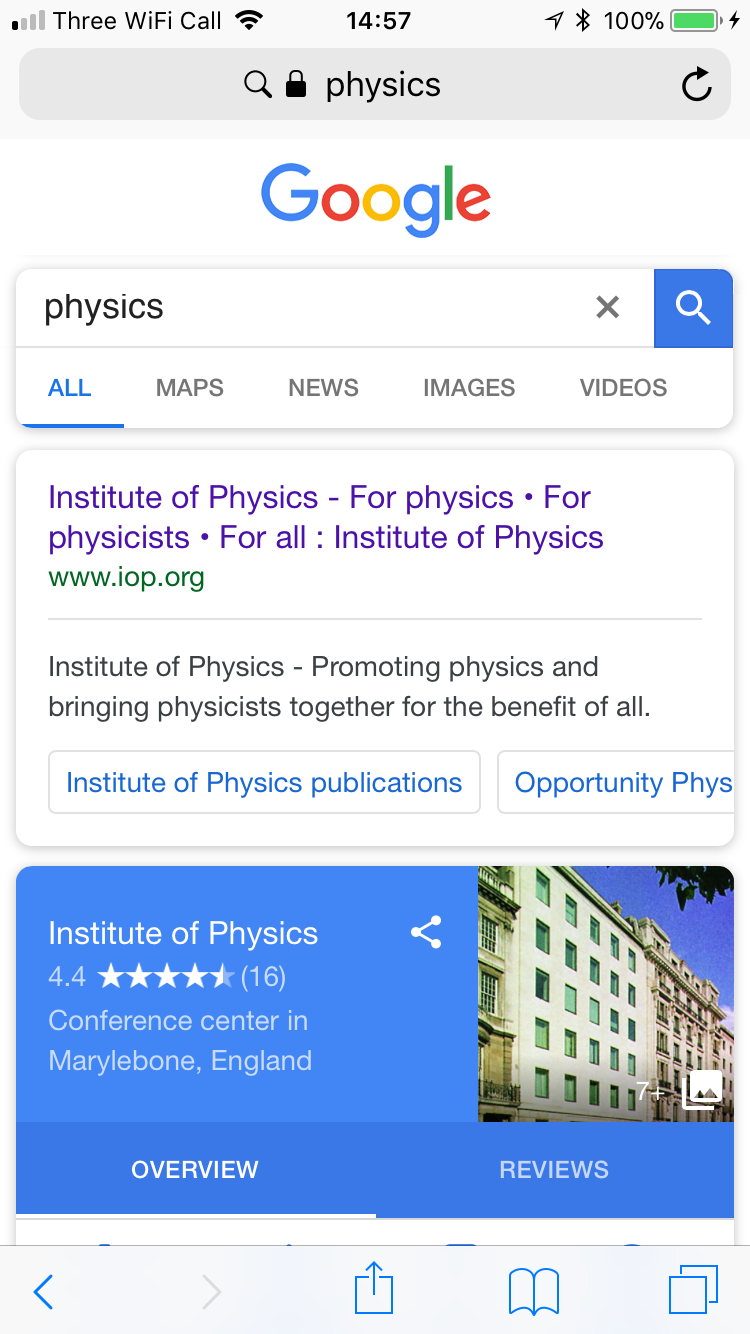 Three WiFi Call 14:57 100%
physics
Google
physics
ALL MAPS NEWS IMAGES VIDEOS
Institute of Physics - For physics • For
physicists • For all : Institute of Physics
www.iop.org
Institute of Physics - Promoting physics and
bringing physicists together for the benefit of all.
Institute of Physics publications Opportunity Phys
Institute of Physics
4.4 (16)
Conference center in
Marylebone, England
7+
OVERVIEW REVIEWS